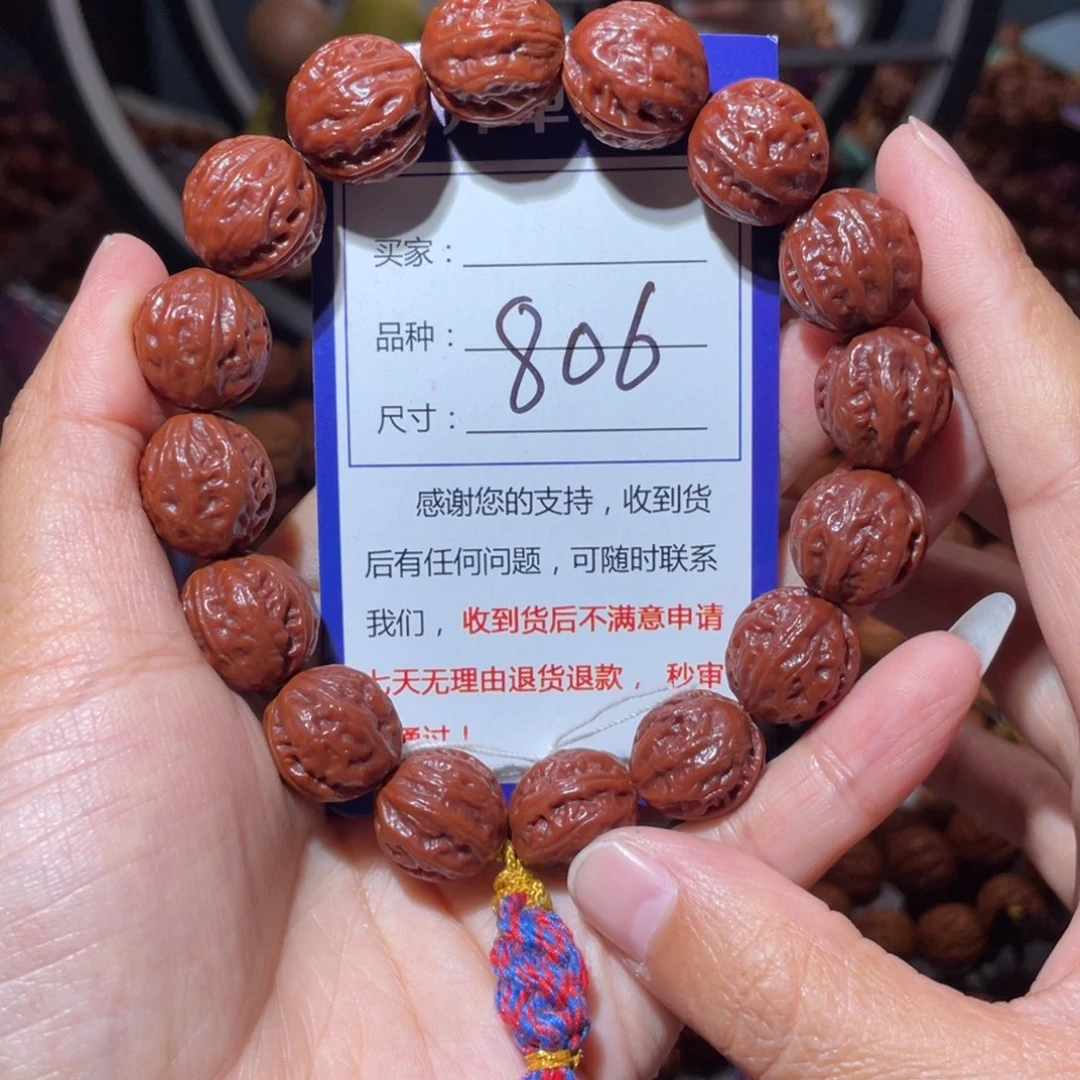 买家：
品种：806
尺寸：
感谢您的支持，收到货
后有任何问题，可随时联系
我们，收到货后不满意申请
七天无理由退货退款，秒审
通过！